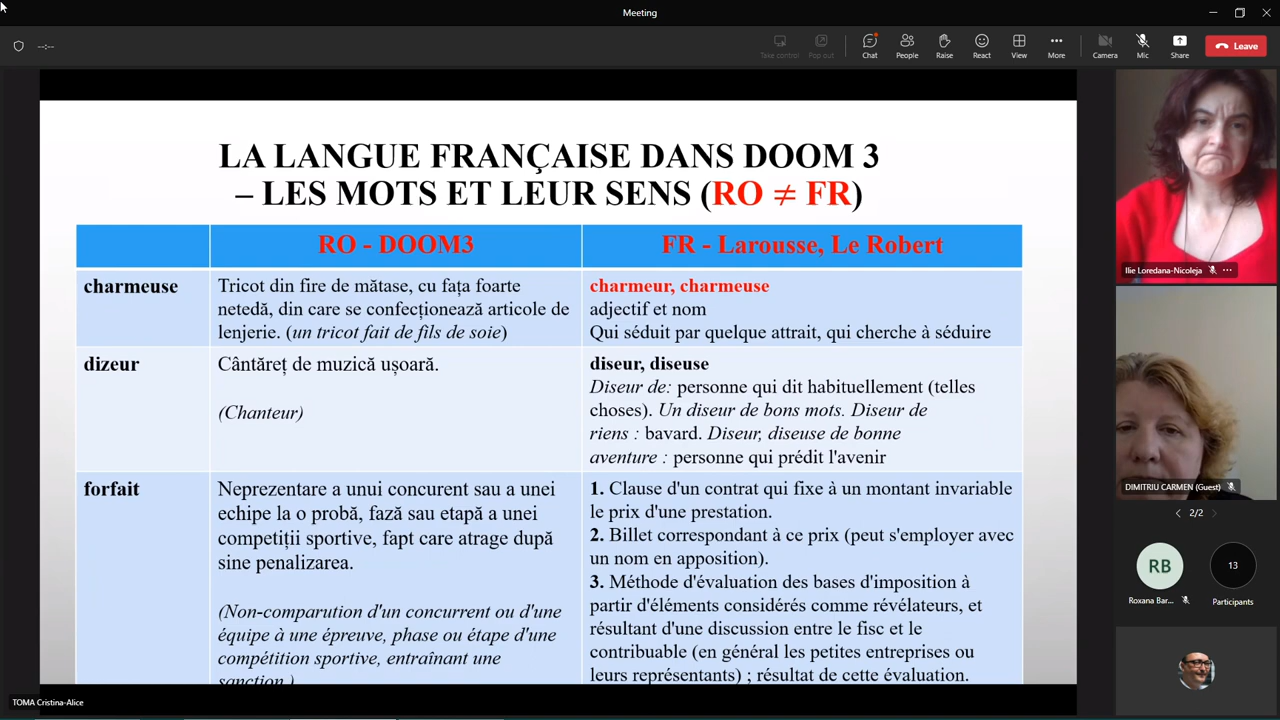 Meeting
--:--
Take control
Pop out
Chat
People
Raise
React
View
More
Camera
Mic
Share
Leave
LA LANGUE FRANÇAISE DANS DOOM 3
– LES MOTS ET LEUR SENS (RO ≠ FR)
RO - DOOM3
FR - Larousse, Le Robert
charmeuse
Tricot din fire de mătase, cu fața foarte
netedă, din care se confecționează articole de
lenjerie. (un tricot fait de fils de soie)
charmeur, charmeuse
adjectif et nom
Qui séduit par quelque attrait, qui cherche à séduire
dizeur
Cântăreț de muzică ușoară.
(Chanteur)
diseur, diseuse
Diseur de: personne qui dit habituellement (telles
choses). Un diseur de bons mots. Diseur de
riens : bavard. Diseur, diseuse de bonne
aventure : personne qui prédit l'avenir
forfait
Neprezentare a unui concurent sau a unei
echipe la o probă, fază sau etapă a unei
competiții sportive, fapt care atrage după
sine penalizarea.
(Non-comparution d'un concurrent ou d'une
équipe à une épreuve, phase ou étape d'une
compétition sportive, entraînant une
sanction.)
1. Clause d'un contrat qui fixe à un montant invariable
le prix d'une prestation.
2. Billet correspondant à ce prix (peut s'employer avec
un nom en apposition).
3. Méthode d'évaluation des bases d'imposition à
partir d'éléments considérés comme révélateurs, et
résultant d'une discussion entre le fisc et le
contribuable (en général les petites entreprises ou
leurs représentants) ; résultat de cette évaluation.
TOMA Cristina-Alice
Ilie Loredana-Nicoleja
DIMITRIU CARMEN (Guest)
2/2
RB
13
Roxana Bar...
Participants